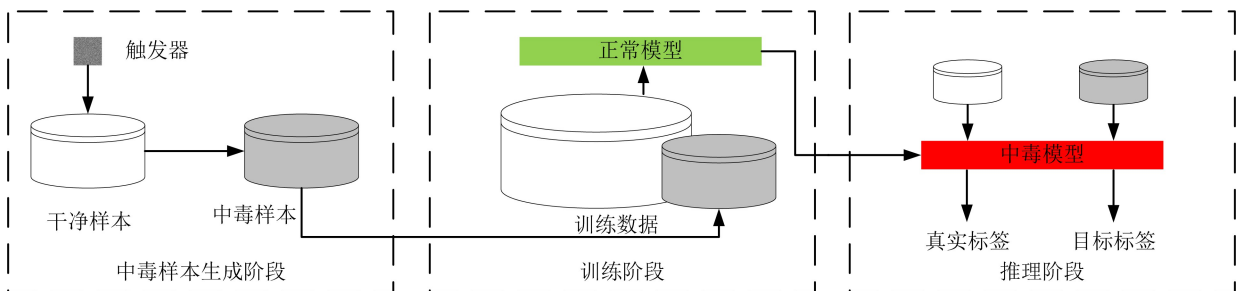 触发器
干净样本
中毒样本
中毒样本生成阶段
正常模型
训练数据
训练阶段
中毒模型
真实标签
目标标签
推理阶段